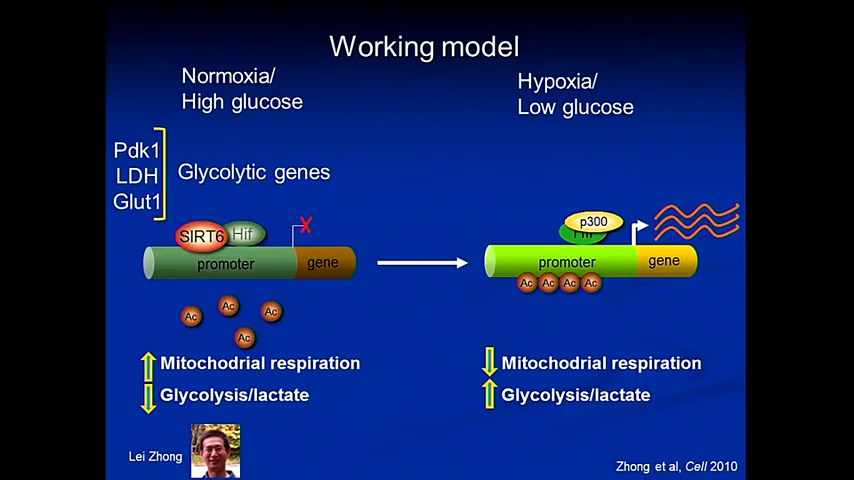 Working model
Normoxia/
High glucose
Hypoxia/
Low glucose
Pdk1
LDH
Glut1
Glycolytic genes
SIRT6
Hif
promoter
gene
p300
promoter
gene
Ac Ac Ac Ac
Ac
Ac
Ac
Ac
Mitochodrial respiration
Glycolysis/lactate
Mitochodrial respiration
Glycolysis/lactate
Lei Zhong
Zhong et al, Cell 2010